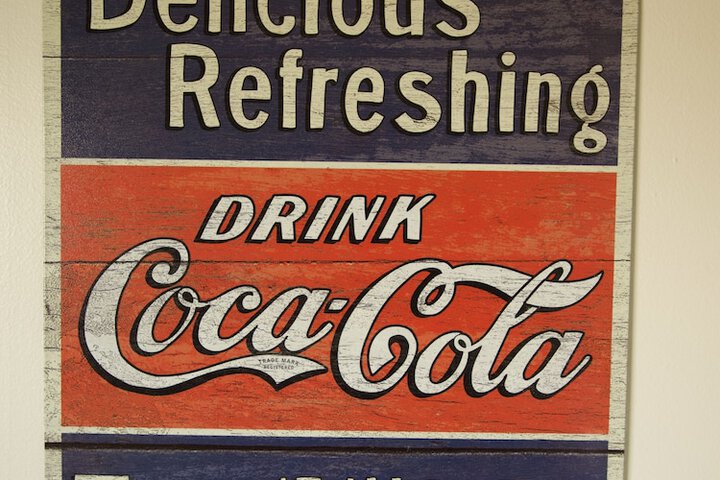 Delicious
Refreshing
DRINK
Coca-Cola
TRADE MARK
REGISTERED